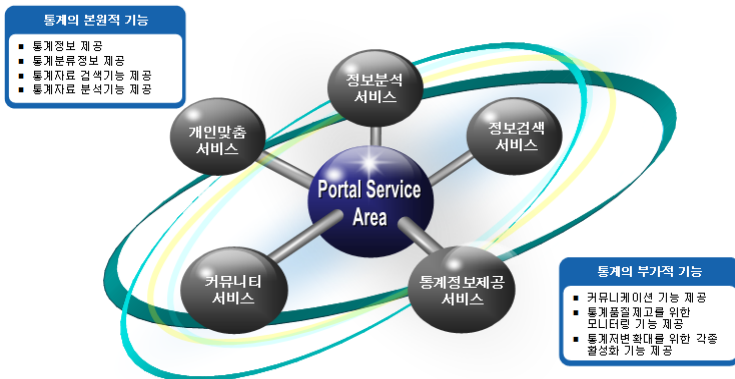 통계의 본원적 기능
▪ 통계정보 제공
▪ 통계분류정보 제공
▪ 통계자료 검색기능 제공
▪ 통계자료 분석기능 제공
정보분석
서비스
개인맞춤
서비스
정보검색
서비스
Portal Service
Area
커뮤니티
서비스
통계정보제공
서비스
통계의 부가적 기능
▪ 커뮤니케이션 기능 제공
▪ 통계품질제고를 위한
모니터링 기능 제공
▪ 통계저변확대를 위한 각종
활성화 기능 제공